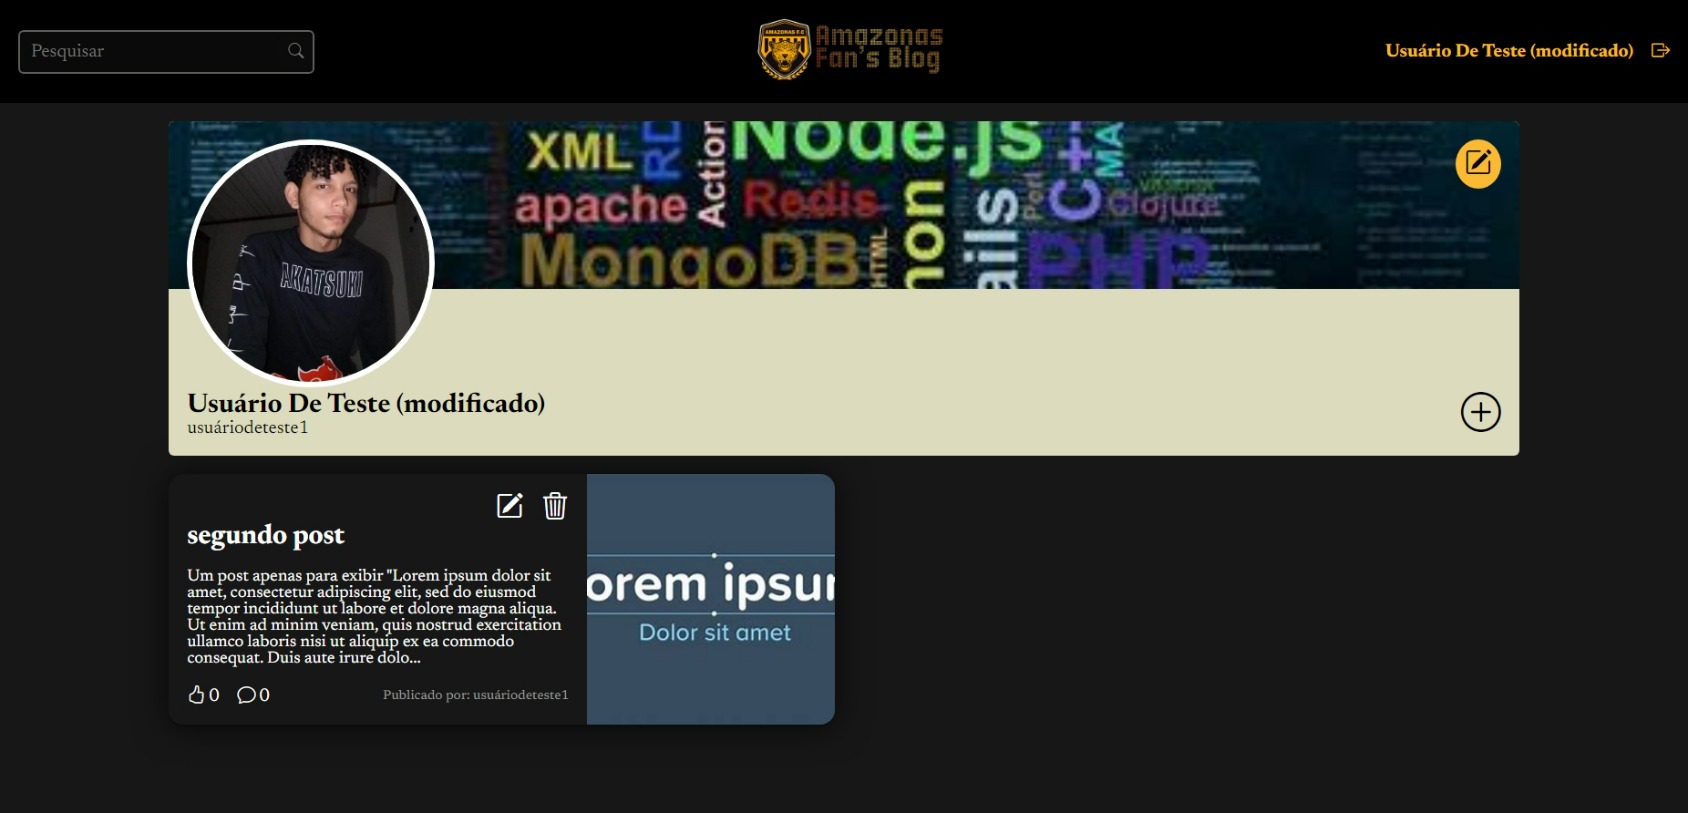 Pesquisar
AMAZONAS F.C
Amazonas
Fan's Blog
Usuário De Teste (modificado)
XML
Action
Node.js
C++
MA
apache
Redis
Port
Clojure
MongoDB
HTML
PHP
AKATSUKI
Usuário De Teste (modificado)
usuáriodeteste1
segundo post
Um post apenas para exibir "Lorem ipsum dolor sit
amet, consectetur adipiscing elit, sed do eiusmod
tempor incididunt ut labore et dolore magna aliqua.
Ut enim ad minim veniam, quis nostrud exercitation
ullamco laboris nisi ut aliquip ex ea commodo
consequat. Duis aute irure dolo...
0 0 Publicado por: usuáriodeteste1
orem ipsu
Dolor sit amet